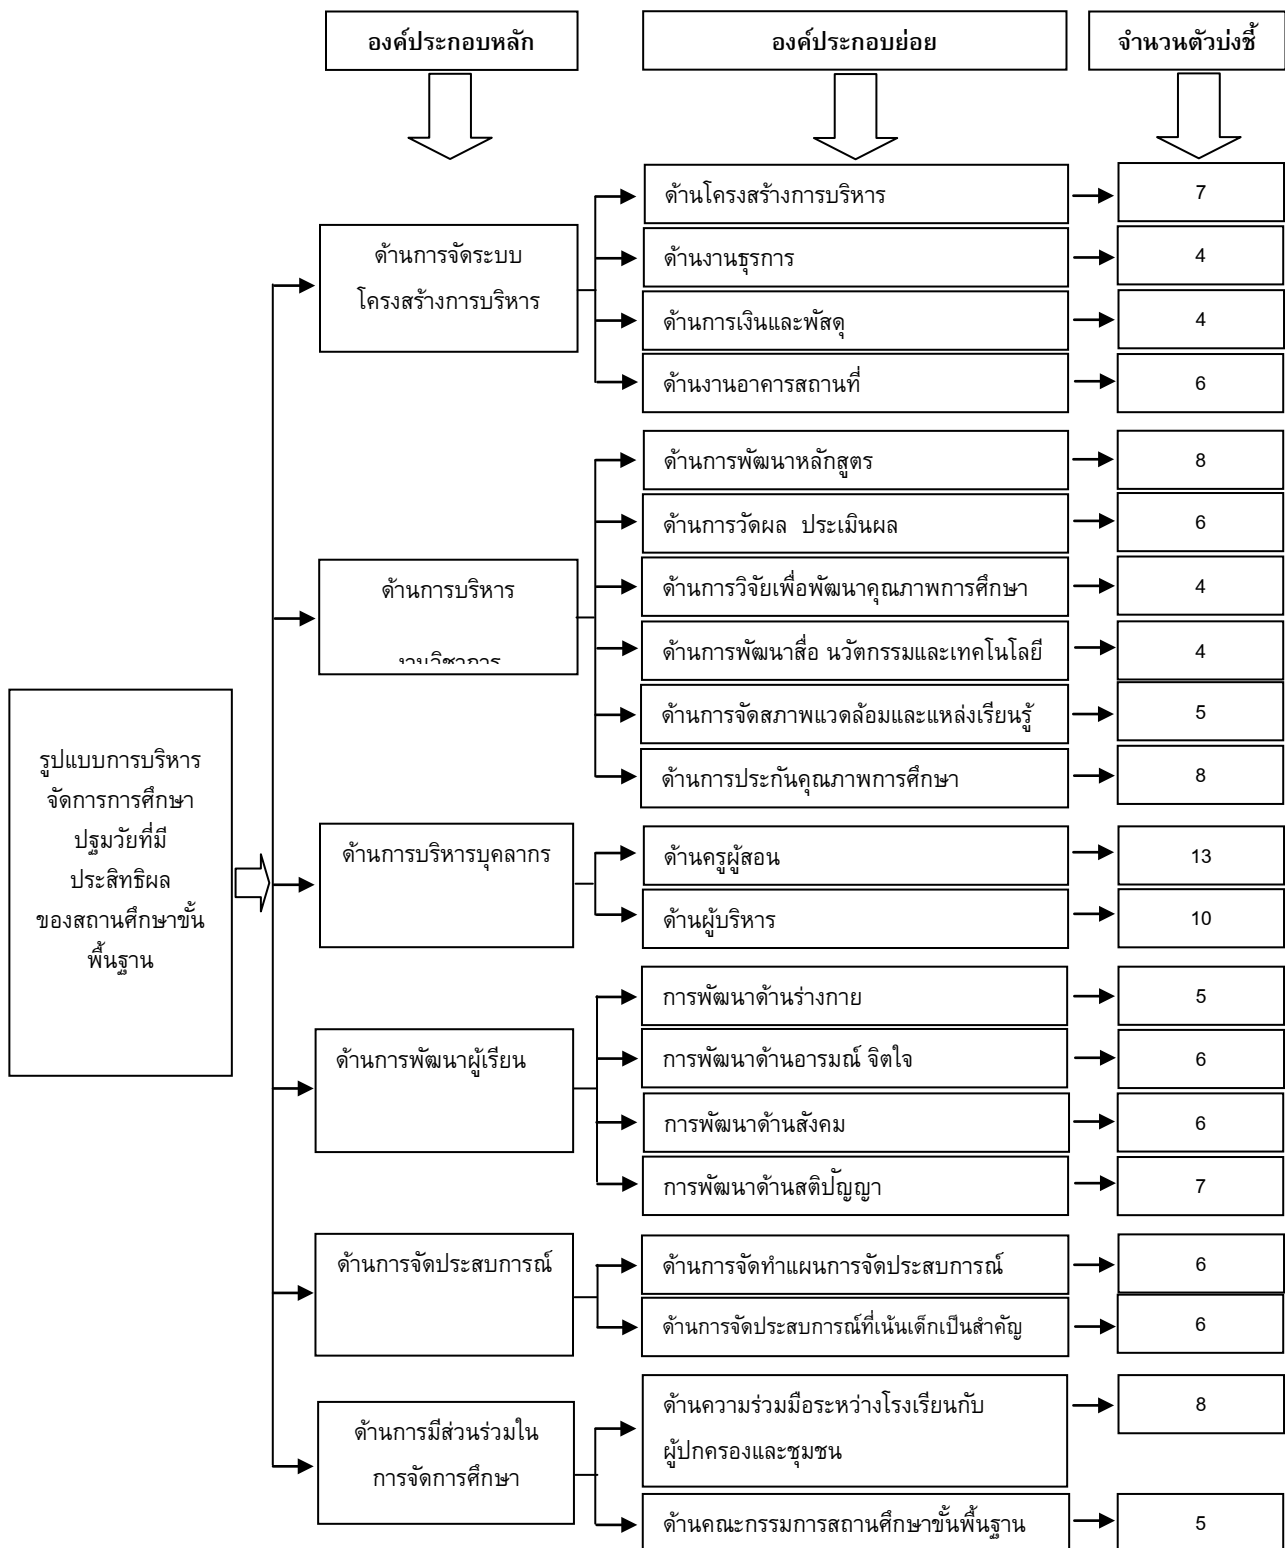 องค์ประกอบหลัก
องค์ประกอบย่อย
จำนวนตัวบ่งชี้
รูปแบบการบริหาร
จัดการการศึกษา
ปฐมวัยที่มี
ประสิทธิผล
ของสถานศึกษาขั้น
พื้นฐาน
ด้านการจัดระบบ
โครงสร้างการบริหาร
ด้านโครงสร้างการบริหาร
7
ด้านงานธุรการ
4
ด้านการเงินและพัสดุ
4
ด้านงานอาคารสถานที่
6
ด้านการบริหาร
งานวิชาการ
ด้านการพัฒนาหลักสูตร
8
ด้านการวัดผล ประเมินผล
6
ด้านการวิจัยเพื่อพัฒนาคุณภาพการศึกษา
4
ด้านการพัฒนาสื่อ นวัตกรรมและเทคโนโลยี
4
ด้านการจัดสภาพแวดล้อมและแหล่งเรียนรู้
5
ด้านการประกันคุณภาพการศึกษา
8
ด้านการบริหารบุคลากร
ด้านครูผู้สอน
13
ด้านผู้บริหาร
10
ด้านการพัฒนาผู้เรียน
การพัฒนาด้านร่างกาย
5
การพัฒนาด้านอารมณ์ จิตใจ
6
การพัฒนาด้านสังคม
6
การพัฒนาด้านสติปัญญา
7
ด้านการจัดประสบการณ์
ด้านการจัดทำแผนการจัดประสบการณ์
6
ด้านการจัดประสบการณ์ที่เน้นเด็กเป็นสำคัญ
6
ด้านการมีส่วนร่วมใน
การจัดการศึกษา
ด้านความร่วมมือระหว่างโรงเรียนกับ
ผู้ปกครองและชุมชน
8
ด้านคณะกรรมการสถานศึกษาขั้นพื้นฐาน
5